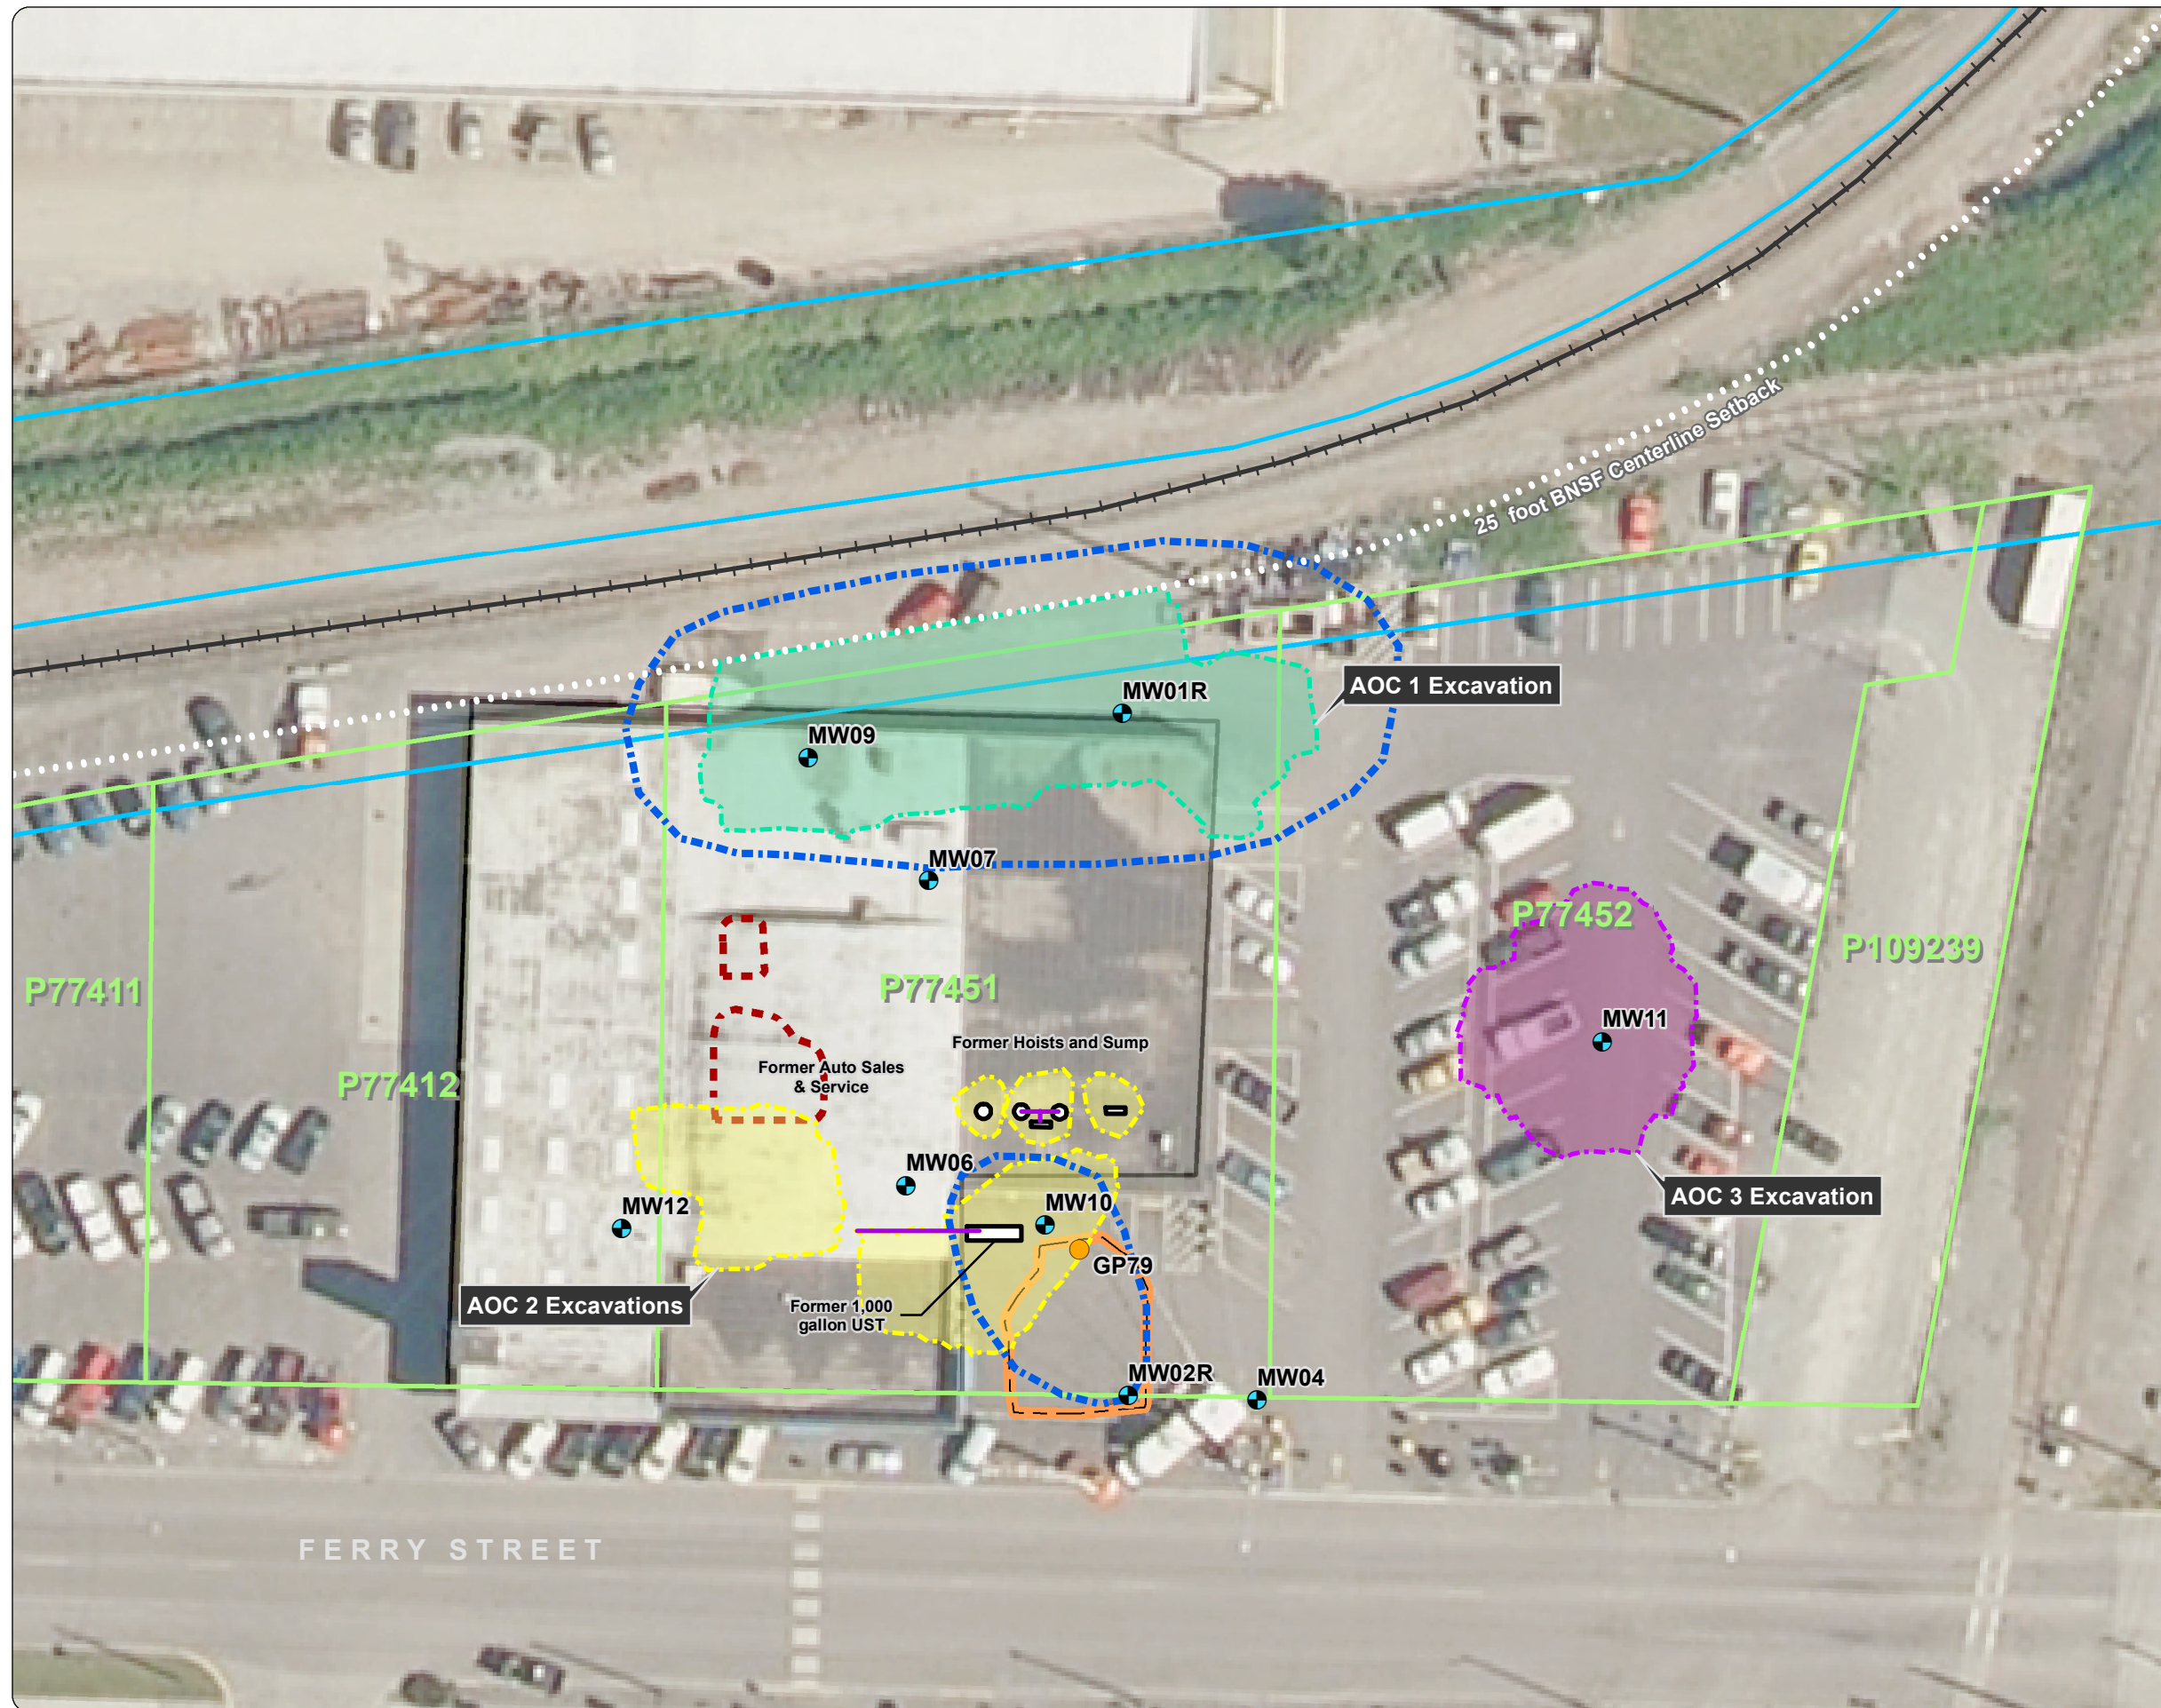 25 foot BNSF Centerline Setback
AOC 1 Excavation
MW01R
MW09
MW07
P77452
P109239
P77411
P77451
MW11
Former Hoists and Sump
Former Auto Sales
& Service
P77412
MW06
MW12
MW10
AOC 3 Excavation
GP79
AOC 2 Excavations
Former 1,000
gallon UST
MW02R
MW04
FERRY STREET